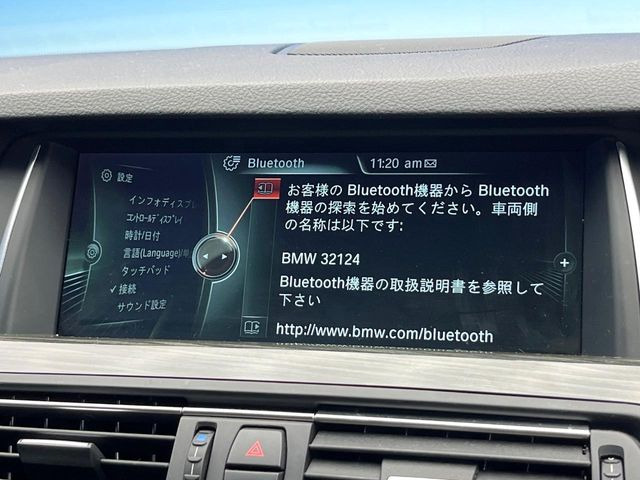 Bluetooth
11:20 am
設定
インフォディスプレ
コントロールディスプレイ
時計/日付
言語(Language)/単
タッチパッド
接続
サウンド設定
お客様の Bluetooth機器から Bluetooth
機器の探索を始めてください。車両側
の名称は以下です:
BMW 32124
Bluetooth機器の取扱説明書を参照して
下さい
http://www.bmw.com/bluetooth